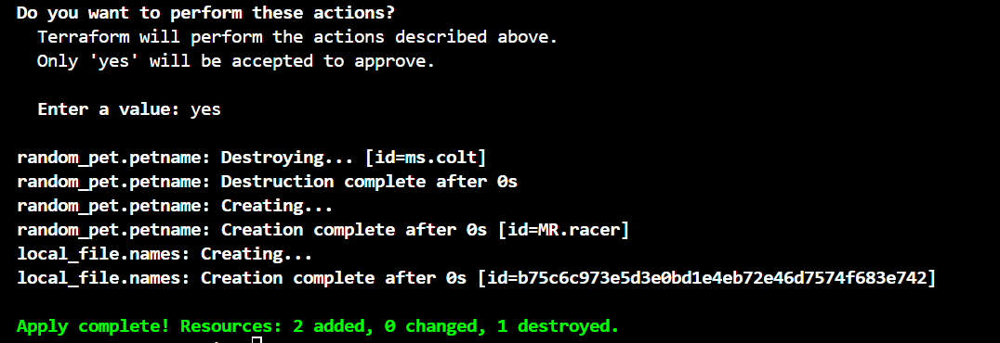 Do you want to perform these actions?
Terraform will perform the actions described above.
Only 'yes' will be accepted to approve.
Enter a value: yes
random_pet.petname: Destroying... [id=ms.colt]
random_pet.petname: Destruction complete after 0s
random_pet.petname: Creating...
random_pet.petname: Creation complete after 0s [id=MR.racer]
local_file.names: Creating...
local_file.names: Creation complete after 0s [id=b75c6c973e5d3e0bd1e4eb72e46d7574f683e742]
Apply complete! Resources: 2 added, 0 changed, 1 destroyed.